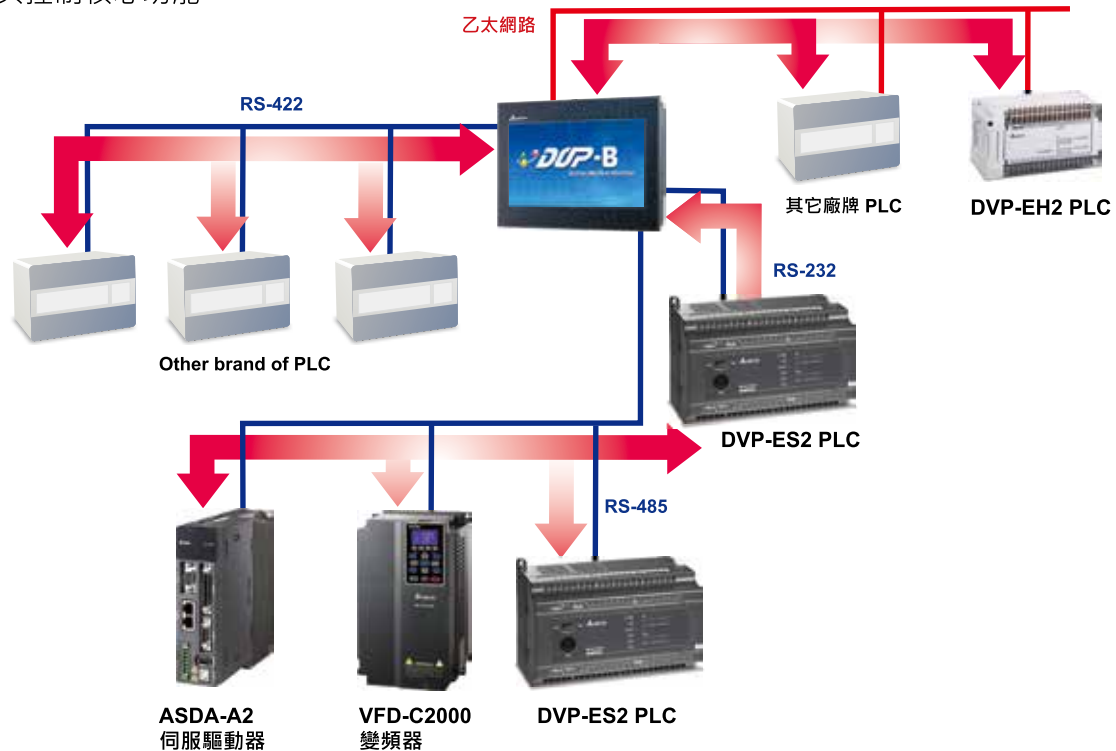 乙太網路
RS-422
DOP-B
其它廠牌 PLC
DVP-EH2 PLC
RS-232
Other brand of PLC
DVP-ES2 PLC
RS-485
ASDA-A2
伺服驅動器
VFD-C2000
變頻器
DVP-ES2 PLC